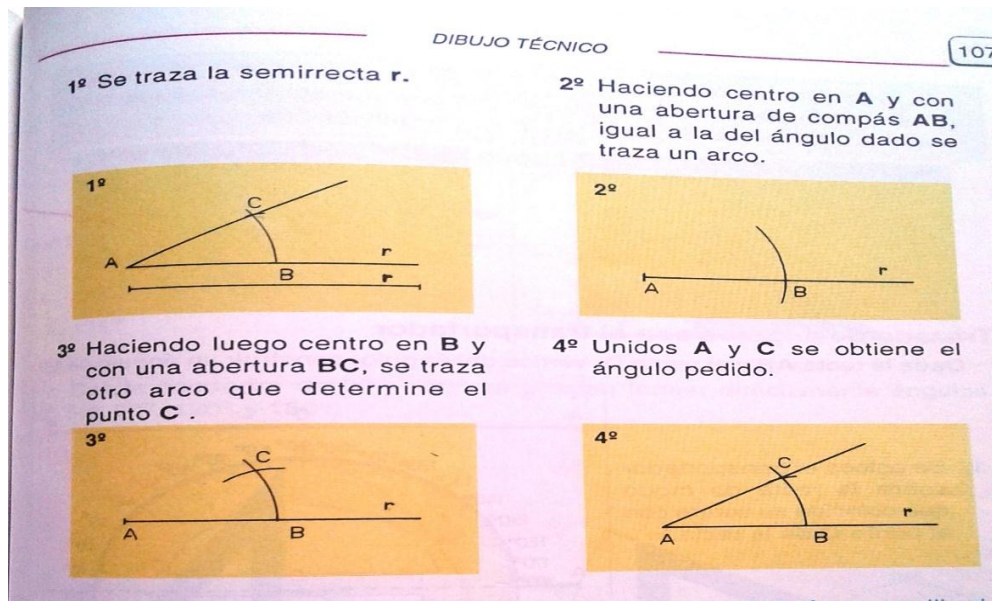 DIBUJO TÉCNICO
107
1º Se traza la semirrecta r.
2º Haciendo centro en A y con
una abertura de compás AB,
igual a la del ángulo dado se
traza un arco.
1º
C
A
B
r
r
2º
A
B
r
3º Haciendo luego centro en B y
con una abertura BC, se traza
otro arco que determine el
punto C .
4º Unidos A y C se obtiene el
ángulo pedido.
3º
C
A
B
r
4º
C
A
B
r